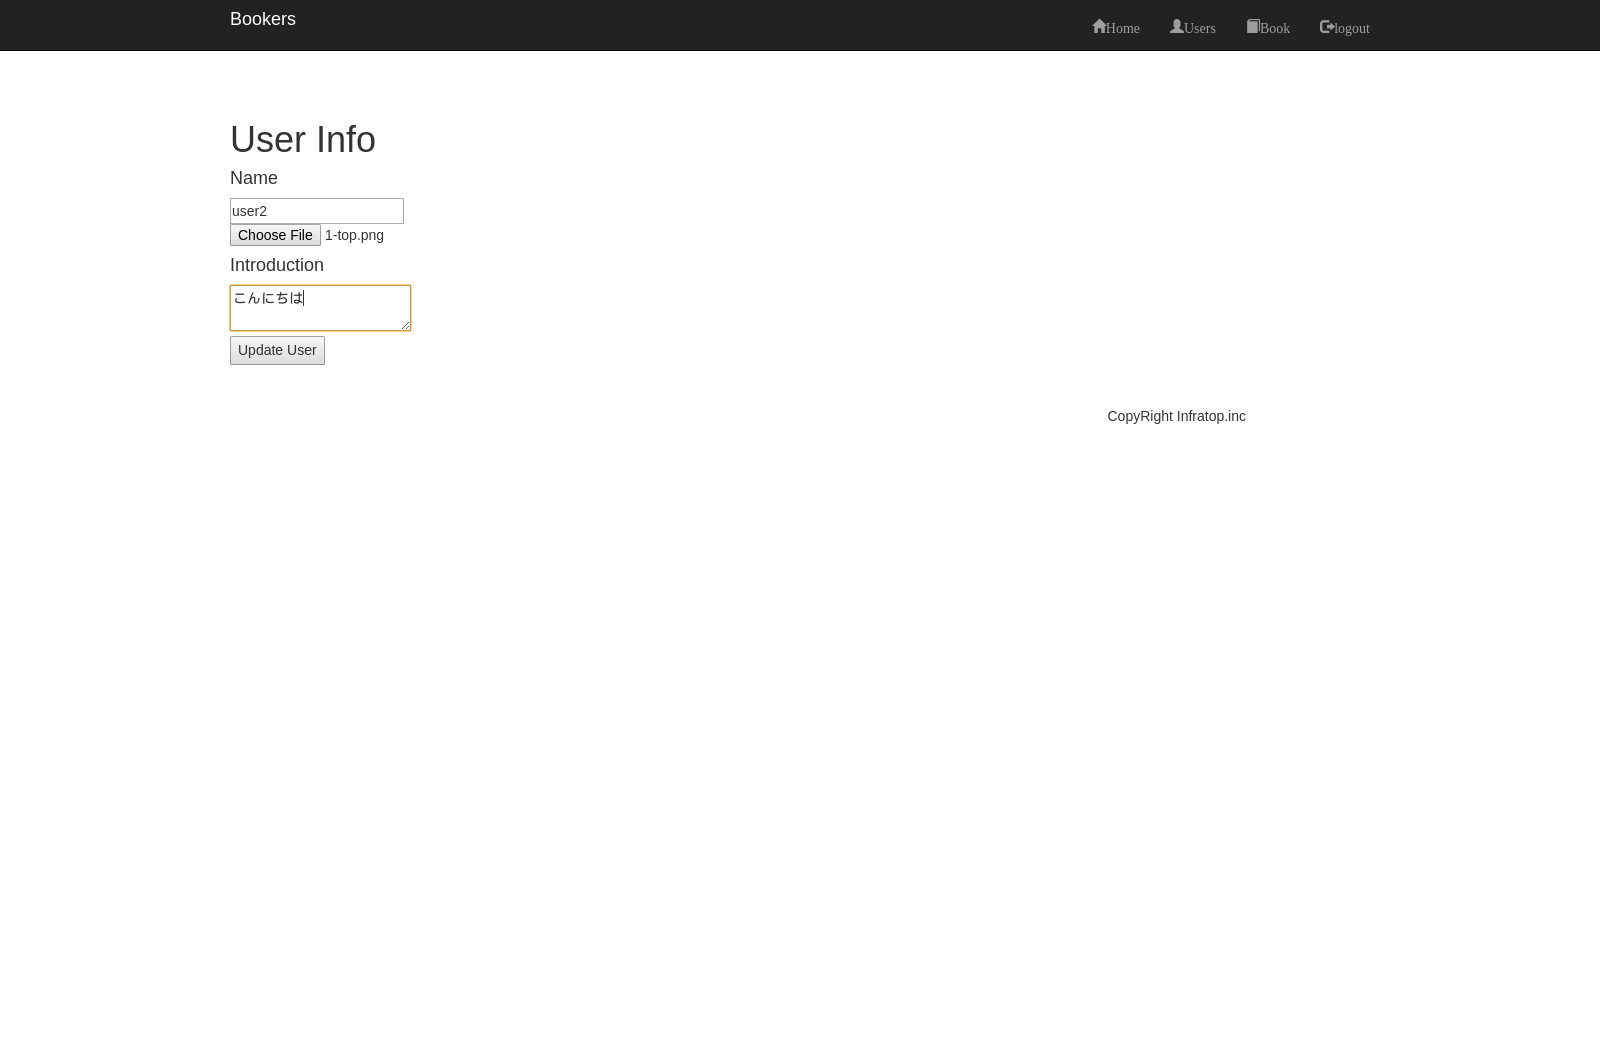 Bookers
Home Users Book logout
User Info
Name
user2
Choose File 1-top.png
Introduction
こんにちは
Update User
CopyRight Infratop.inc